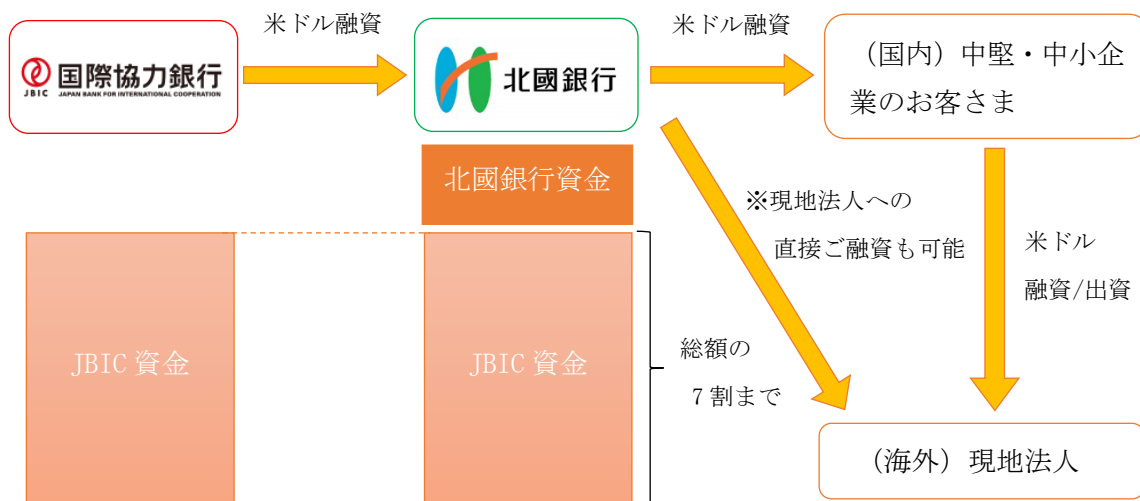 米ドル融資
米ドル融資
国際協力銀行
JBIC
JAPAN BANK FOR INTERNATIONAL COOPERATION
北國銀行
(国内)中堅・中小企
業のお客さま
北國銀行資金
※現地法人への
直接ご融資も可能
米ドル
融資/出資
JBIC 資金
JBIC 資金
総額の
7割まで
(海外)現地法人